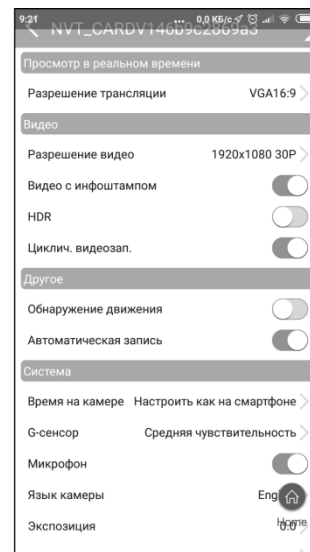 9:21 ... 0,0 КБ/с
NVT_CARDV146b9c2869a3
Просмотр в реальном времени
Разрешение трансляции VGA16:9
Видео
Разрешение видео 1920x1080 30P
Видео с инфоштампом
HDR
Циклич. видеозап.
Другое
Обнаружение движения
Автоматическая запись
Система
Время на камере Настроить как на смартфоне
G-сенсор Средняя чувствительность
Микрофон
Язык камеры Eng
Экспозиция 0.0
Home